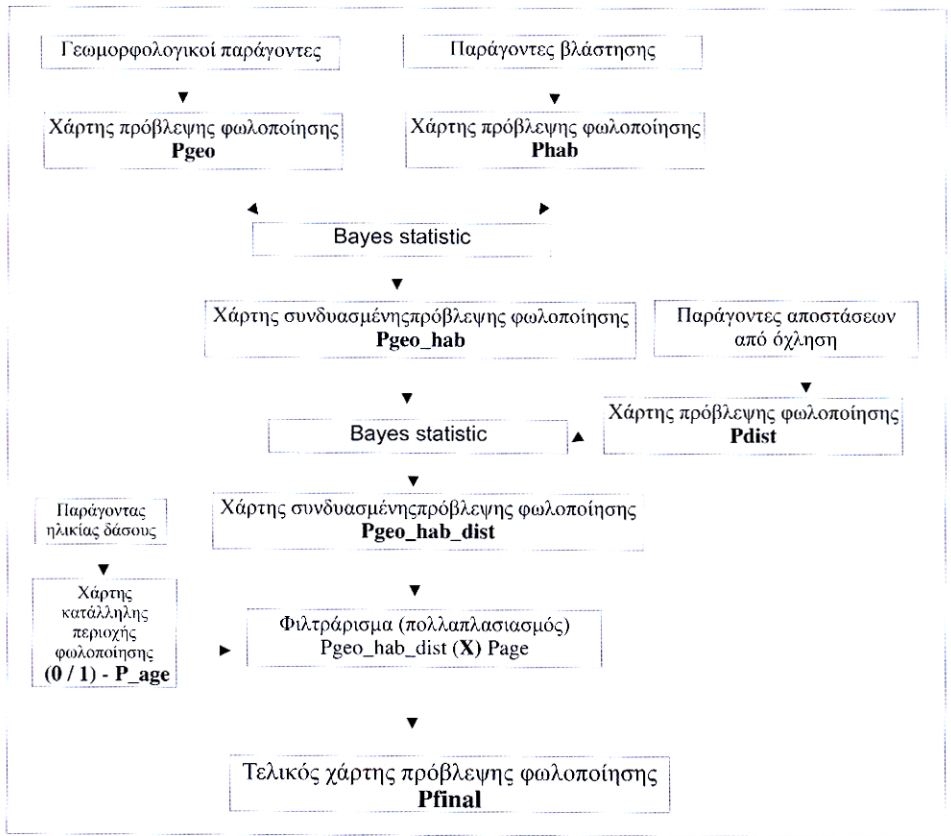 Γεωμορφολογικοί παράγοντες
Παράγοντες βλάστησης
Χάρτης πρόβλεψης φωλοποίησης
Pgeo
Χάρτης πρόβλεψης φωλοποίησης
Phab
Bayes statistic
Χάρτης συνδυασμένηςπρόβλεψης φωλοποίησης
Pgeo_hab
Παράγοντες αποστάσεων
από όχληση
Bayes statistic
Χάρτης πρόβλεψης φωλοποίησης
Pdist
Παράγοντας
ηλικίας δάσους
Χάρτης συνδυασμένηςπρόβλεψης φωλοποίησης
Pgeo_hab_dist
Χάρτης
κατάλληλης
περιοχής
φωλοποίησης
(0 / 1) - P_age
Φιλτράρισμα (πολλαπλασιασμός)
Pgeo_hab_dist (X) Page
Τελικός χάρτης πρόβλεψης φωλοποίησης
Pfinal